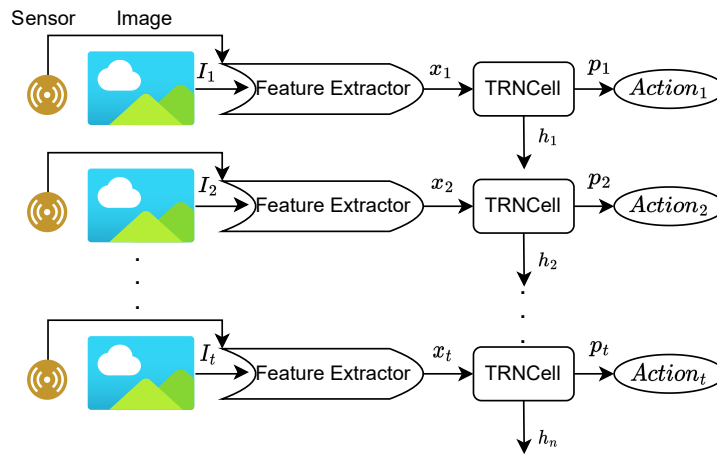 Sensor Image
I₁ Feature Extractor x₁ TRNCell p₁ Action₁
h₁
I₂ Feature Extractor x₂ TRNCell p₂ Action₂
h₂
Iₜ Feature Extractor xₜ TRNCell pₜ Actionₜ
hₙ